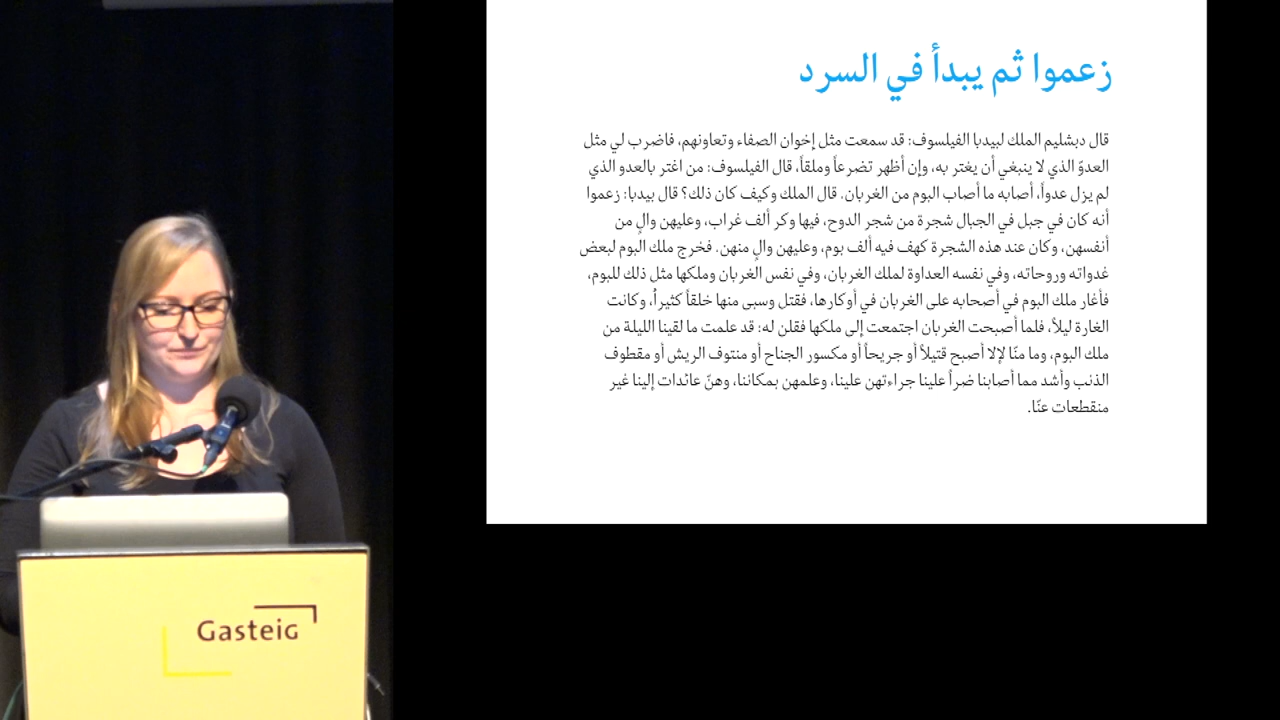 زعموا ثم يبدأ في السرد
قال دبشليم الملك لبيدبا الفيلسوف: قد سمعت مثل إخوان الصفاء وتعاونهم، فاضرب لي مثل
العدوّ الذي لا ينبغي أن يغتر به، وإن أظهر تضرعاً وملقاً، قال الفيلسوف: من اغتر بالعدو الذي
لم يزل عدواً، أصابه ما أصاب البوم من الغربان. قال الملك وكيف كان ذلك؟ قال بيدبا: زعموا
أنه كان في جبل في الجبال شجرة من شجر الدوح، فيها وكر ألف غراب، وعليهن والٍ من
أنفسهن، وكان عند هذه الشجرة كهف فيه ألف بوم، وعليهن والٍ منهن. فخرج ملك البوم لبعض
غدواته وروحاته، وفي نفسه العداوة لملك الغربان، وفي نفس الغربان وملكها مثل ذلك للبوم،
فأغار ملك البوم في أصحابه على الغربان في أوكارها، فقتل وسبى منها خلقاً كثيراً، وكانت
الغارة ليلاً، فلما أصبحت الغربان اجتمعت إلى ملكها فقلن له: قد علمت ما لقينا الليلة من
ملك البوم، وما منّا لإلا أصبح قتيلاً أو جريحاً أو مكسور الجناح أو منتوف الريش أو مقطوف
الذنب وأشد مما أصابنا ضراً علينا جراءتهن علينا، وعلمهن بمكاننا، وهنّ عائدات إلينا غير
منقطعات عنّا.
Gasteig